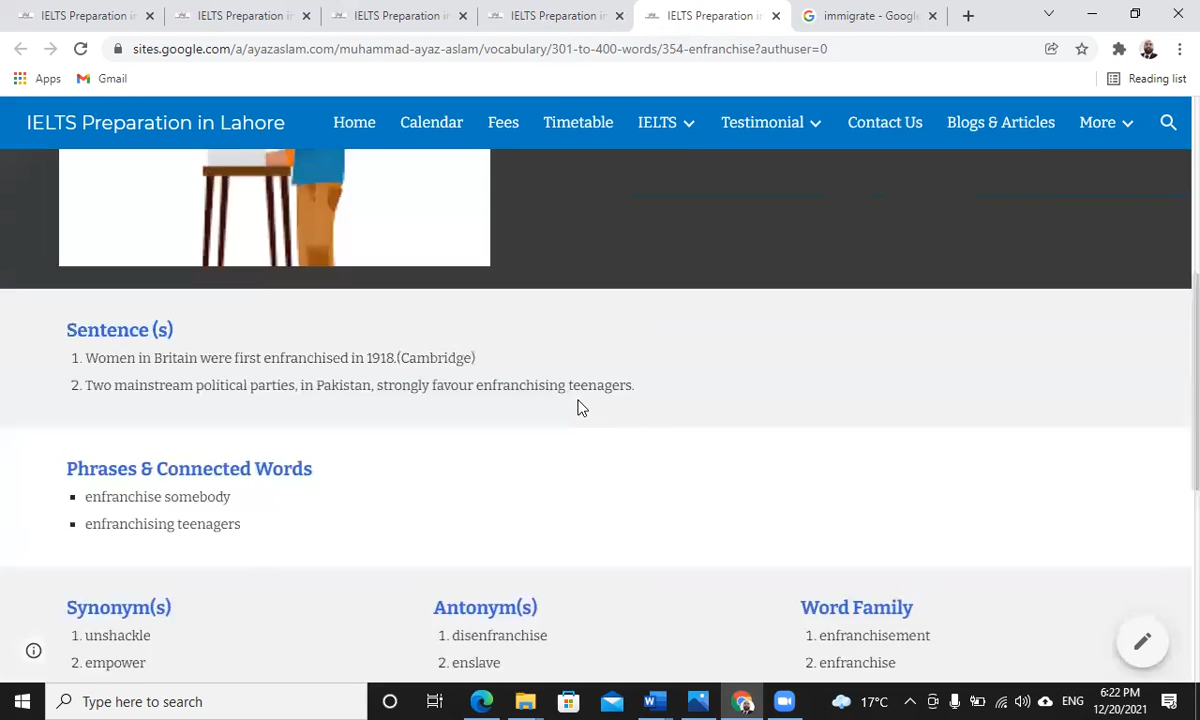 IELTS Preparation in
IELTS Preparation in
IELTS Preparation in
IELTS Preparation in
IELTS Preparation in
immigrate - Google
sites.google.com/a/ayazaslam.com/muhammad-ayaz-aslam/vocabulary/301-to-400-words/354-enfranchise?authuser=0
Apps Gmail Reading list
IELTS Preparation in Lahore Home Calendar Fees Timetable IELTS Testimonial Contact Us Blogs & Articles More
Sentence (s)
1. Women in Britain were first enfranchised in 1918.(Cambridge)
2. Two mainstream political parties, in Pakistan, strongly favour enfranchising teenagers.
Phrases & Connected Words
enfranchise somebody
enfranchising teenagers
Synonym(s)
1. unshackle
2. empower
Antonym(s)
1. disenfranchise
2. enslave
Word Family
1. enfranchisement
2. enfranchise
Type here to search
17°C
ENG
6:22 PM
12/20/2021